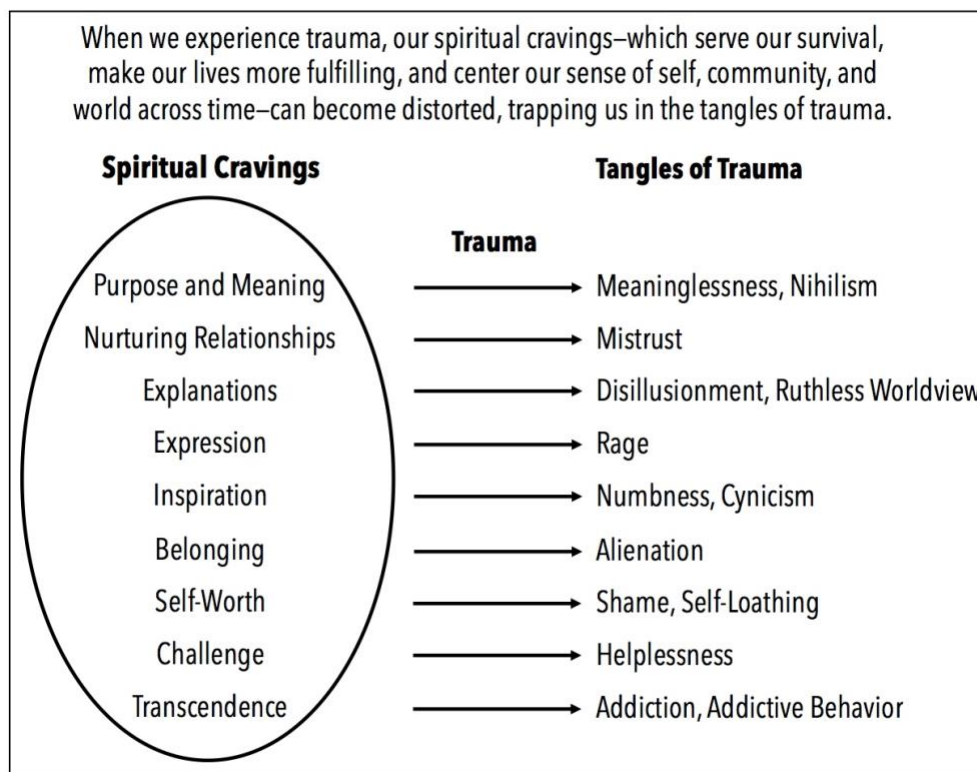 When we experience trauma, our spiritual cravings–which serve our survival,
make our lives more fulfilling, and center our sense of self, community, and
world across time–can become distorted, trapping us in the tangles of trauma.
Spiritual Cravings Tangles of Trauma
Trauma
Purpose and Meaning Meaninglessness, Nihilism
Nurturing Relationships Mistrust
Explanations Disillusionment, Ruthless Worldview
Expression Rage
Inspiration Numbness, Cynicism
Belonging Alienation
Self-Worth Shame, Self-Loathing
Challenge Helplessness
Transcendence Addiction, Addictive Behavior